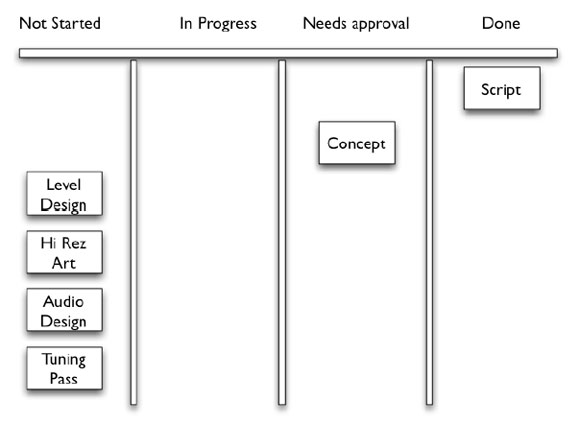 Not Started
In Progress
Needs approval
Done
Script
Concept
Level
Design
Hi Rez
Art
Audio
Design
Tuning
Pass